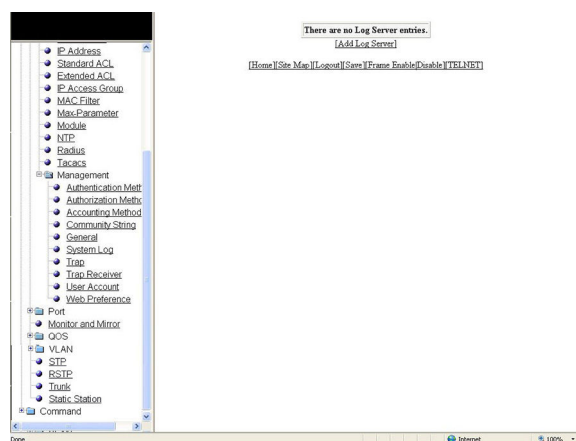 There are no Log Server entries.
[Add Log Server]
[Home][Site Map][Logout][Save][Frame Enable|Disable][TELNET]
IP Address
Standard ACL
Extended ACL
IP Access Group
MAC Filter
Max-Parameter
Module
NTP
Radius
Tacacs
Management
Authentication Meth
Authorization Metho
Accounting Method
Community String
General
System Log
Trap
Trap Receiver
User Account
Web Preference
Port
Monitor and Mirror
QOS
VLAN
STP
RSTP
Trunk
Static Station
Command
Done
Internet
100%